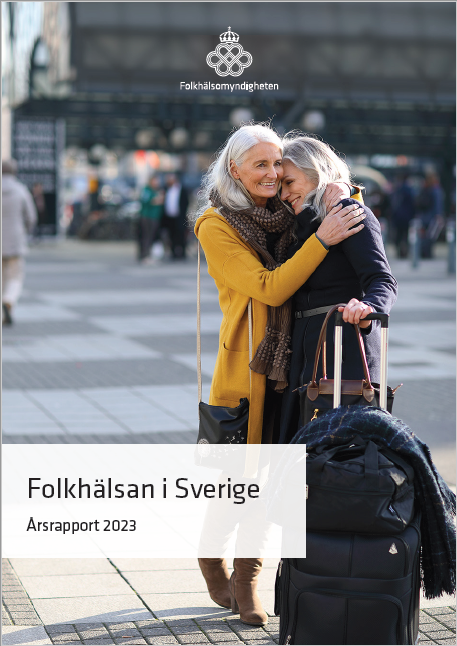 Folkhälsomyndigheten
Folkhälsan i Sverige
Årsrapport 2023